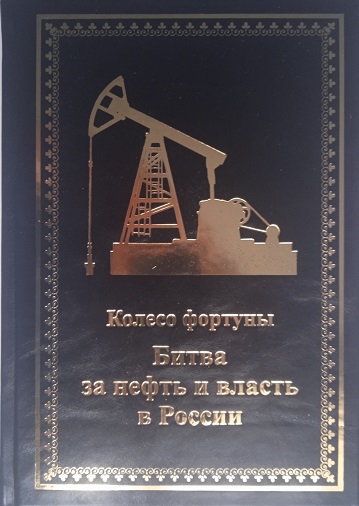 Колесо фортуны
Битва
за нефть и власть
в России